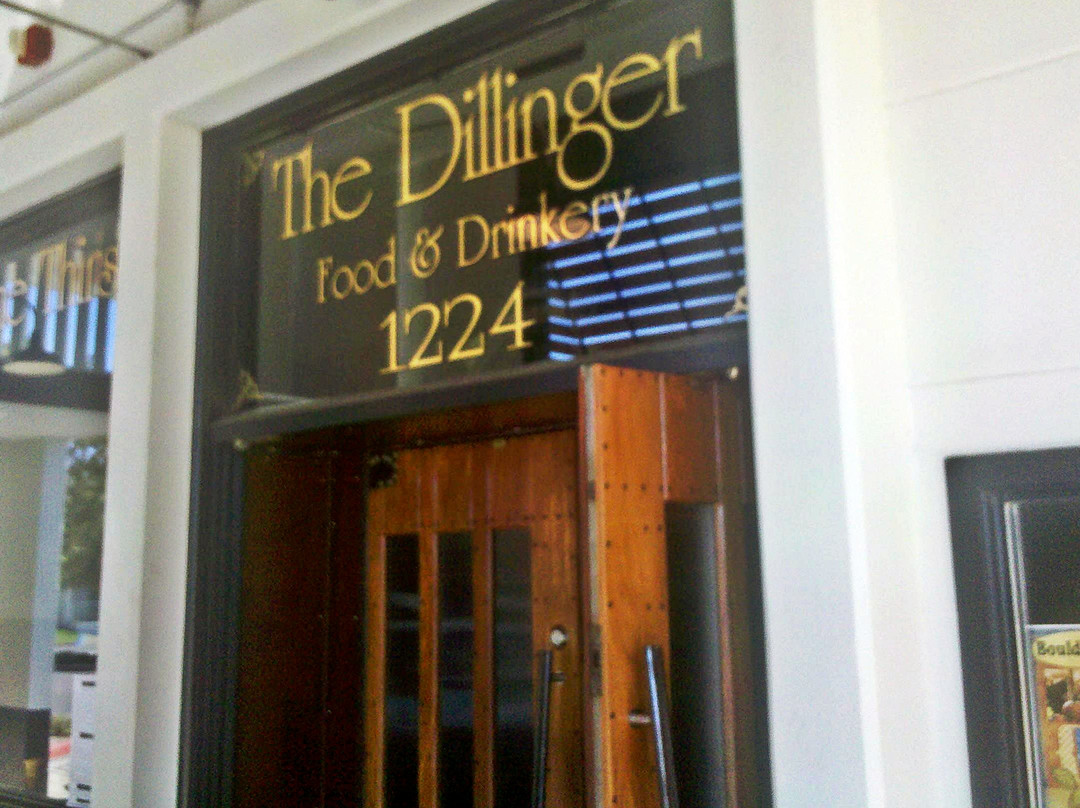 The Dillinger
Food & Drinkery
1224